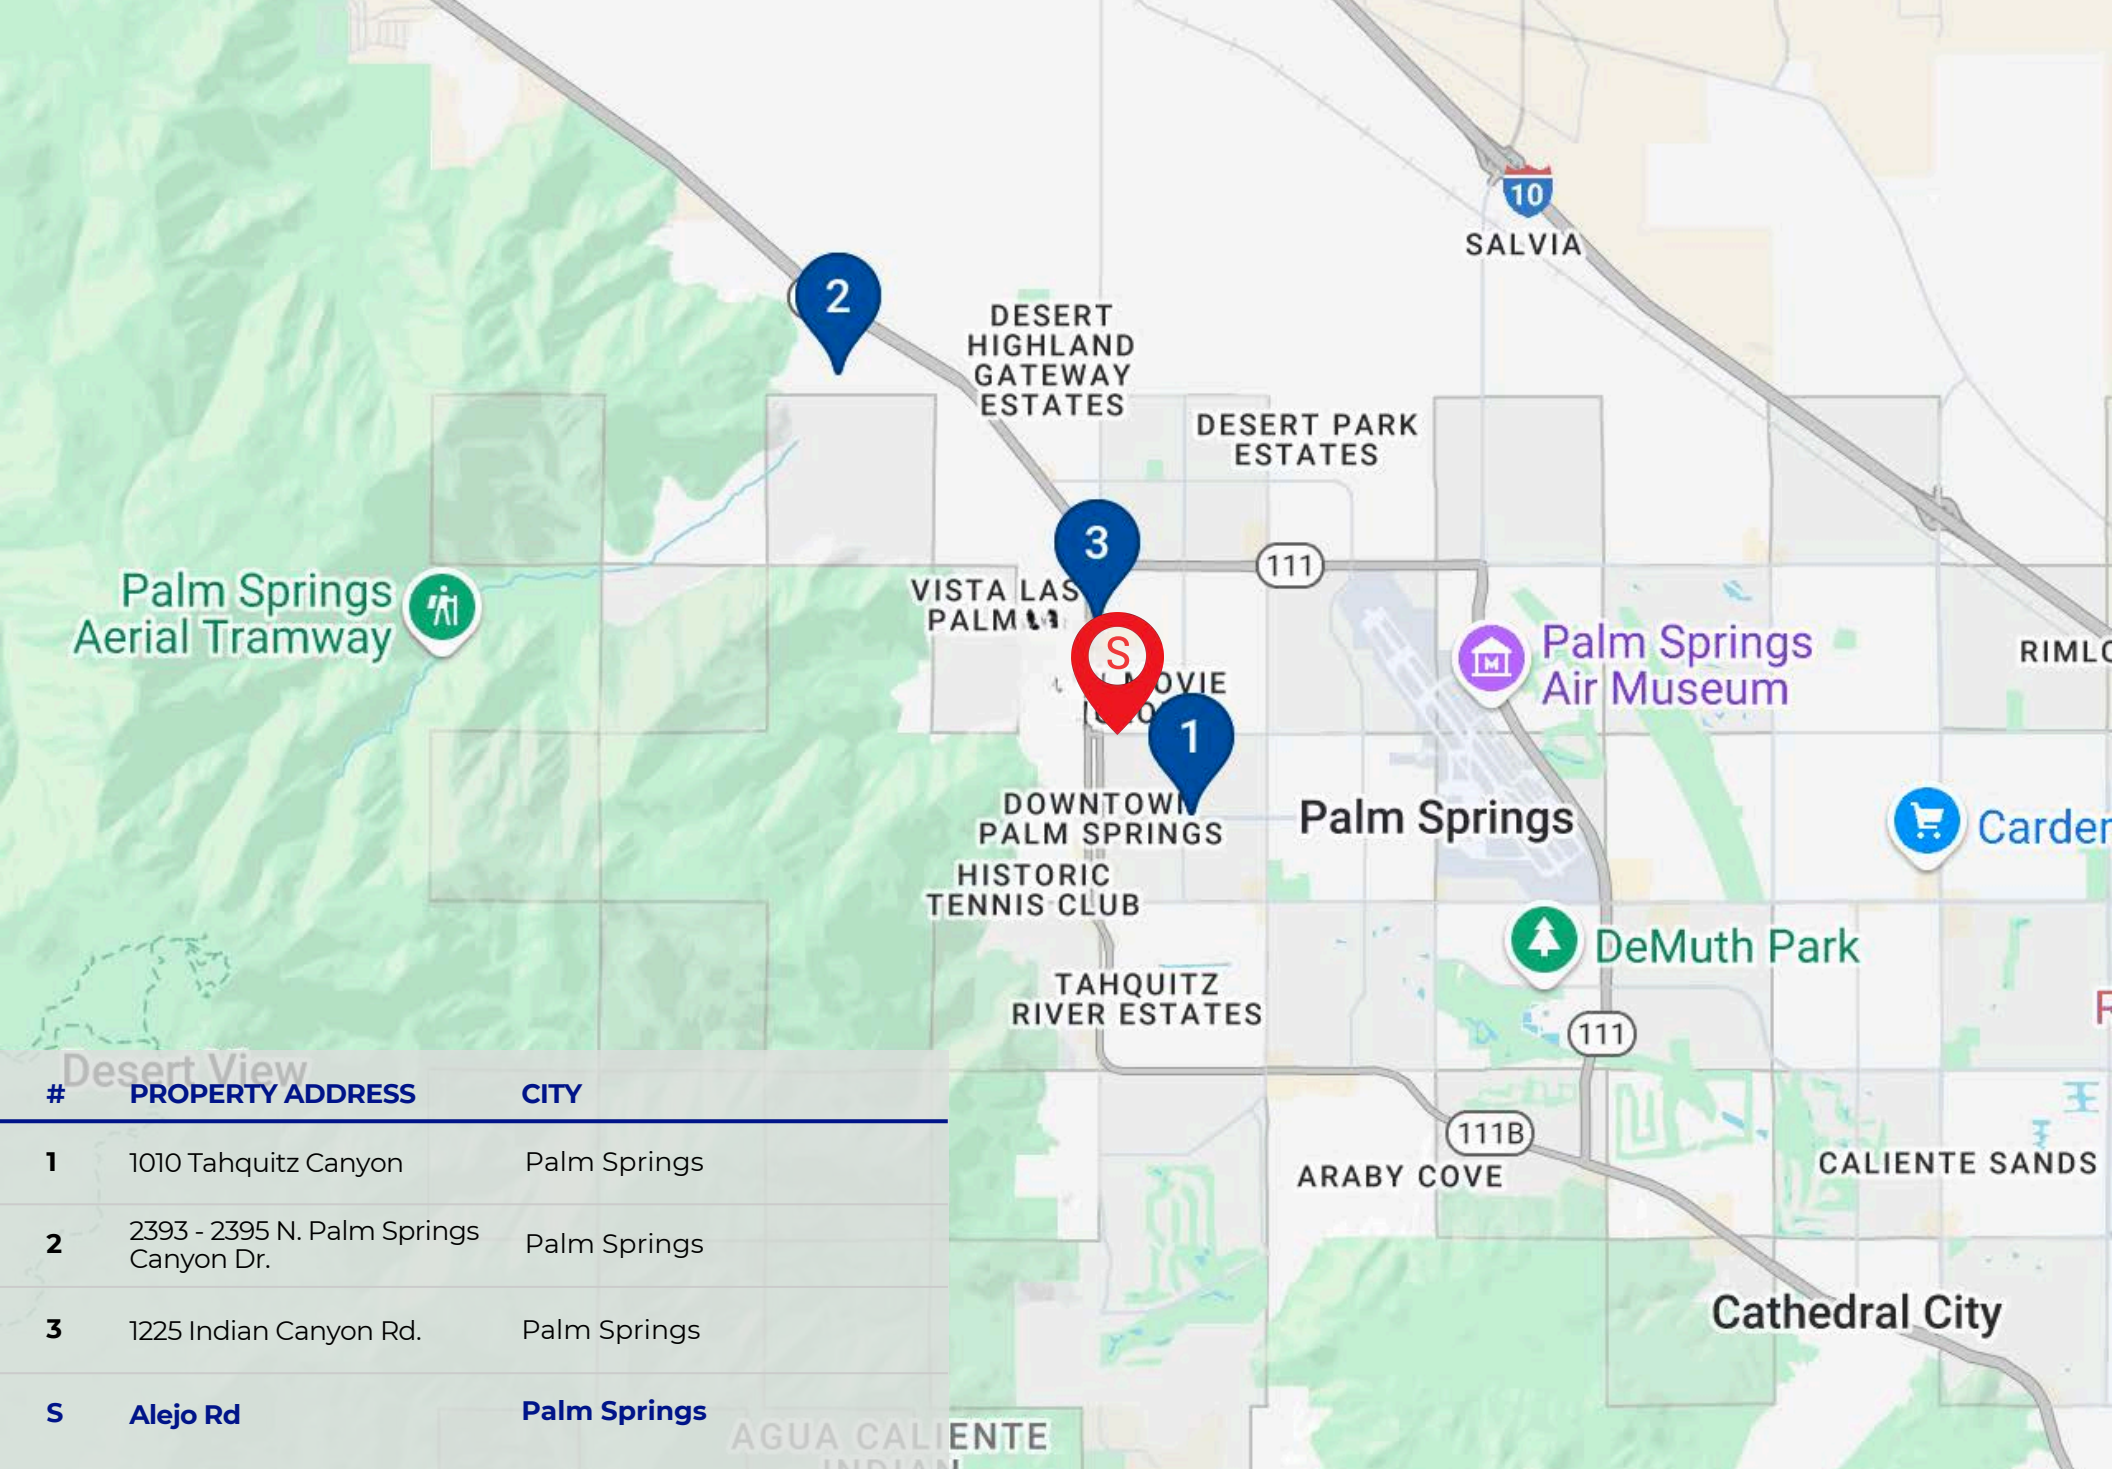 10
SALVIA
2
DESERT
HIGHLAND
GATEWAY
ESTATES
DESERT PARK
ESTATES
3
111
VISTA LAS
Palm Springs
Aerial Tramway
S
Palm Springs
Air Museum
1
DOWNTOWN
PALM SPRINGS
Palm Springs
HISTORIC
TENNIS CLUB
DeMuth Park
TAHQUITZ
RIVER ESTATES
111
Desert View
111B
ARABY COVE
CALIENTE SANDS
Cathedral City
# PROPERTY ADDRESS CITY
1 1010 Tahquitz Canyon Palm Springs
2 2393 - 2395 N. Palm Springs Palm Springs
Canyon Dr.
3 1225 Indian Canyon Rd. Palm Springs
S Alejo Rd Palm Springs
AGUA CALIENTE